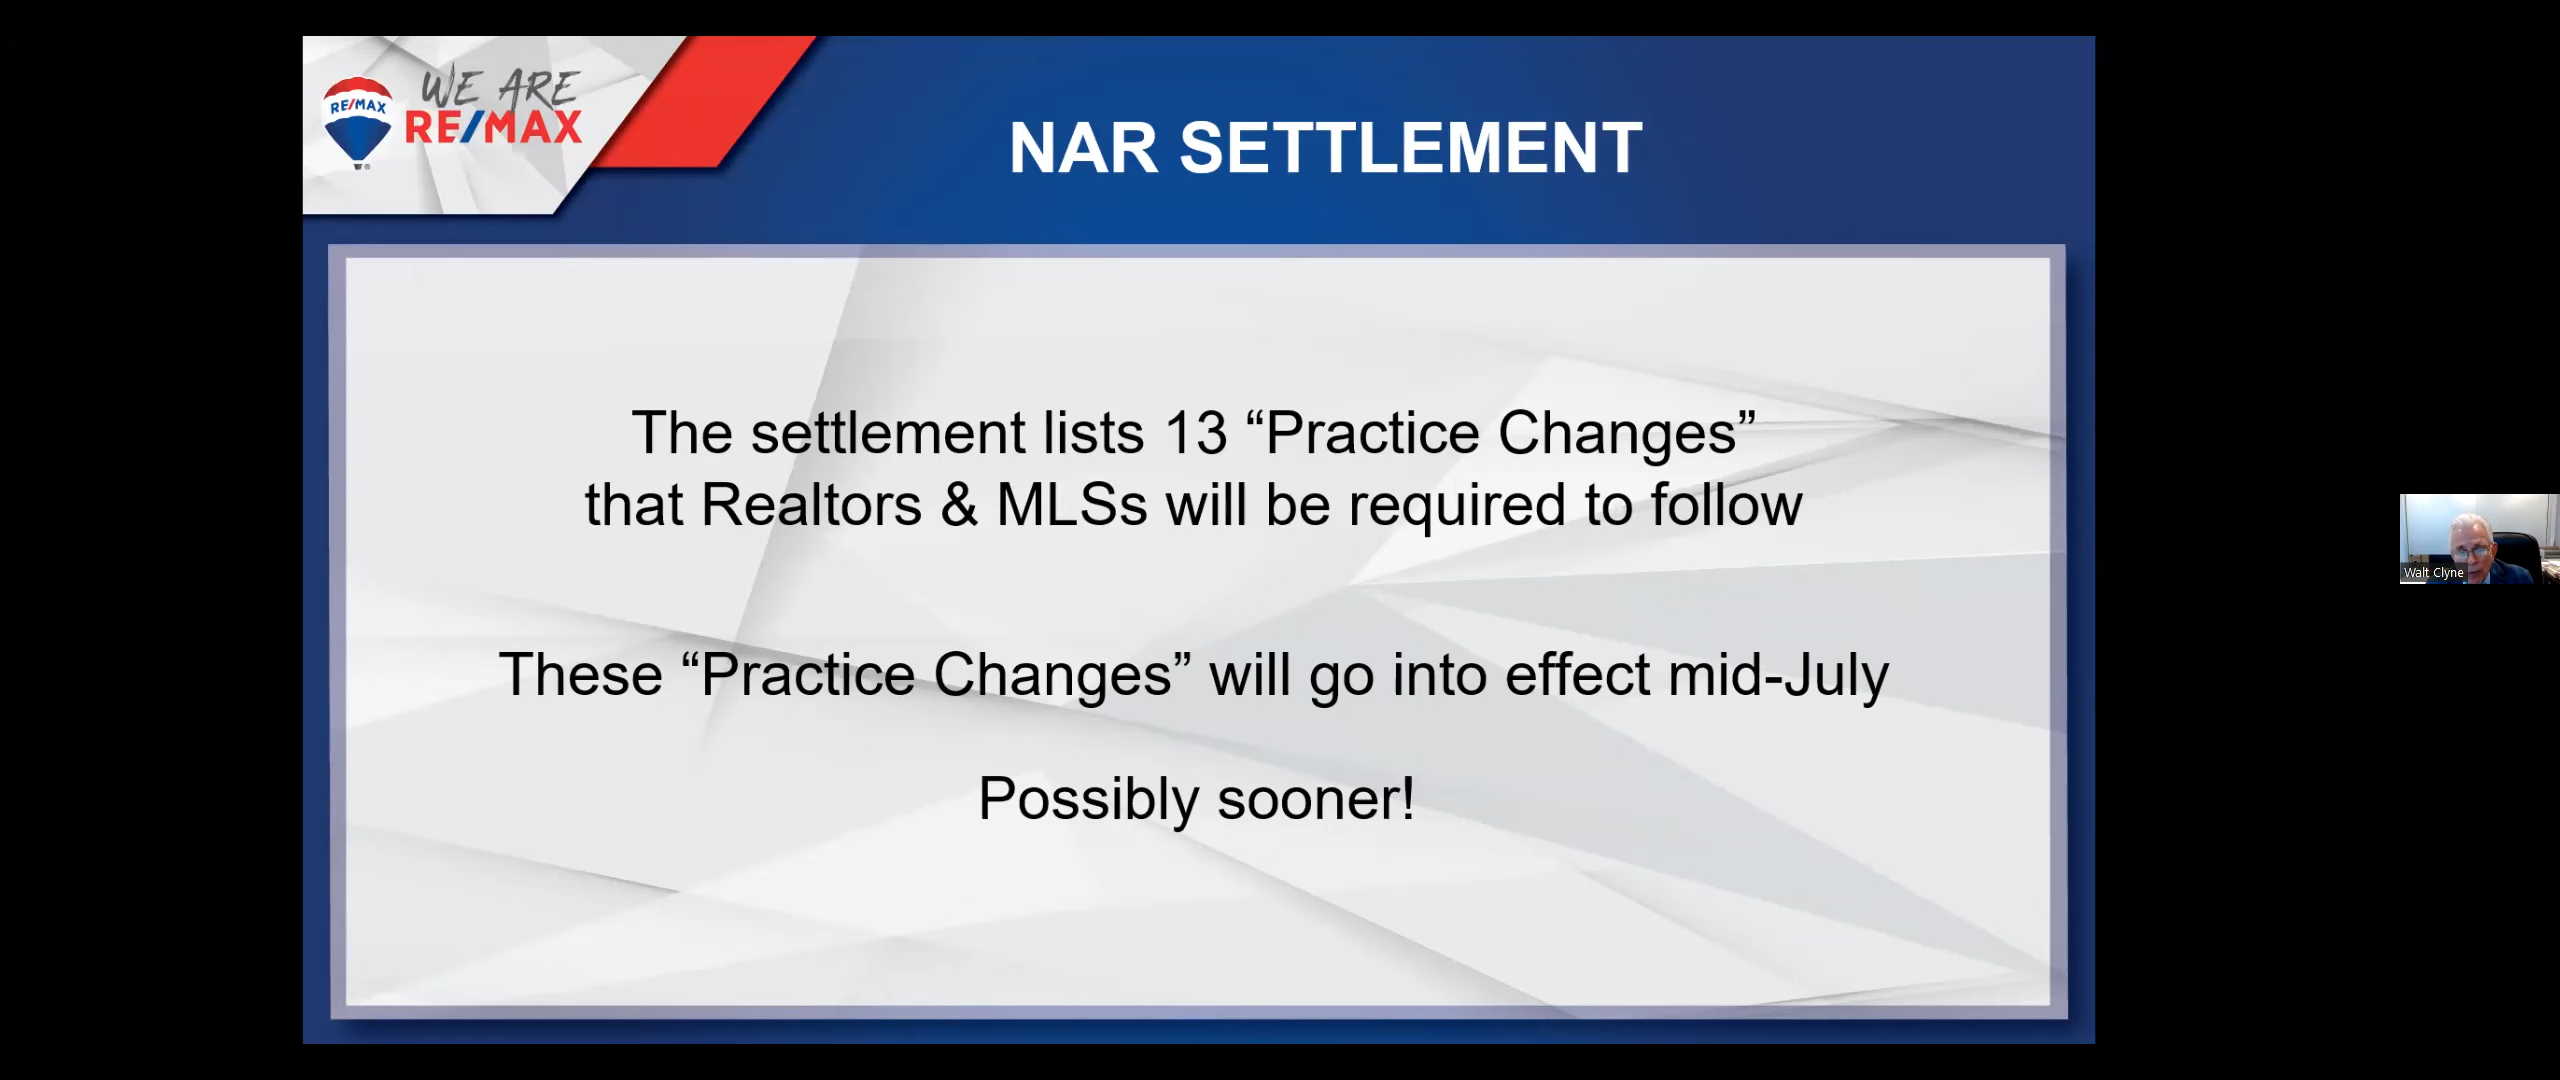 WE ARE
RE/MAX
RE/MAX
®
NAR SETTLEMENT
The settlement lists 13 “Practice Changes”
that Realtors & MLSs will be required to follow
These “Practice Changes” will go into effect mid-July
Possibly sooner!
Walt Clyne